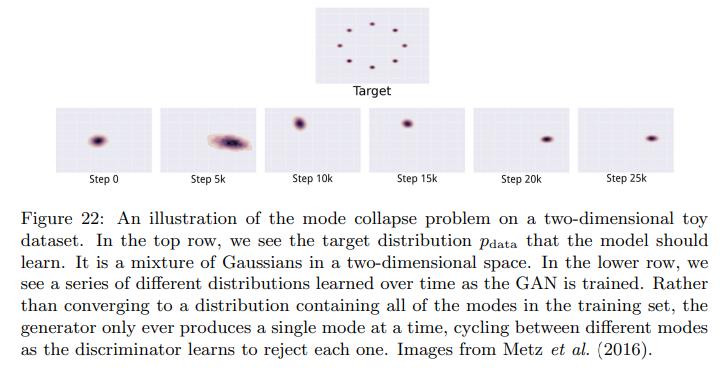 Target
Step 0 Step 5k Step 10k Step 15k Step 20k Step 25k
Figure 22: An illustration of the mode collapse problem on a two-dimensional toy
dataset. In the top row, we see the target distribution pdata that the model should
learn. It is a mixture of Gaussians in a two-dimensional space. In the lower row, we
see a series of different distributions learned over time as the GAN is trained. Rather
than converging to a distribution containing all of the modes in the training set, the
generator only ever produces a single mode at a time, cycling between different modes
as the discriminator learns to reject each one. Images from Metz et al. (2016).